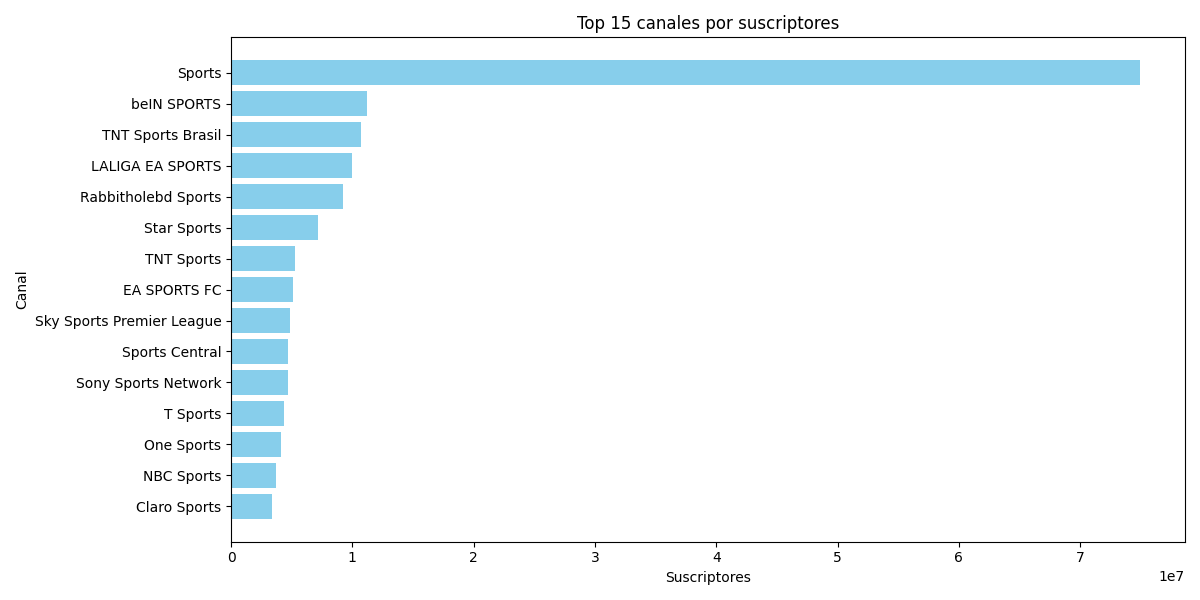 Top 15 canales por suscriptores
Canal
Sports
beIN SPORTS
TNT Sports Brasil
LALIGA EA SPORTS
Rabbitholebd Sports
Star Sports
TNT Sports
EA SPORTS FC
Sky Sports Premier League
Sports Central
Sony Sports Network
T Sports
One Sports
NBC Sports
Claro Sports
0 1 2 3 4 5 6 7
1e7
Suscriptores